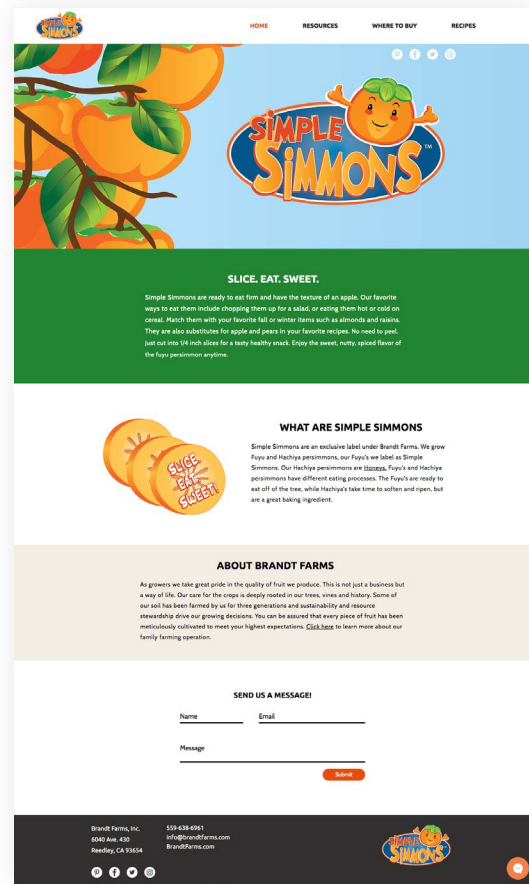 SIMPLE
SIMMONS
HOME RESOURCES WHERE TO BUY RECIPES
SIMPLE
SIMMONS™
SLICE. EAT. SWEET.
Simple Simmons are ready to eat firm and have the texture of an apple. Our favorite
ways to eat them include chopping them up for a salad, or eating them hot or cold on
cereal. Match them with your favorite fall or winter items such as almonds and raisins.
They are also substitutes for apple and pears in your favorite recipes. No need to peel.
Just cut into 1/4 inch slices for a tasty healthy snack. Enjoy the sweet, nutty, spiced flavor of
the fuyu persimmon anytime.
SLICE
EAT
SWEET!
WHAT ARE SIMPLE SIMMONS
Simple Simmons are an exclusive label under Brandt Farms. We grow
Fuyu and Hachiya persimmons, our Fuyu's we label as Simple
Simmons. Our Hachiya persimmons are Honeys. Fuyu's and Hachiya
persimmons have different eating processes. The Fuyu's are ready to
eat off of the tree, while Hachiya's take time to soften and ripen, but
are a great baking ingredient.
ABOUT BRANDT FARMS
As growers we take great pride in the quality of fruit we produce. This is not just a business but
a way of life. Our care for the crops is deeply rooted in our trees, vines and history. Some of
our soil has been farmed by us for three generations and sustainability and resource
stewardship drive our growing decisions. You can be assured that every piece of fruit has been
meticulously cultivated to meet your highest expectations. Click here to learn more about our
family farming operation.
SEND US A MESSAGE!
Name Email
Message
Submit
Brandt Farms, Inc.
6040 Ave. 430
Reedley, CA 93654
559-638-6961
info@brandtfarms.com
BrandtFarms.com
SIMPLE
SIMMONS